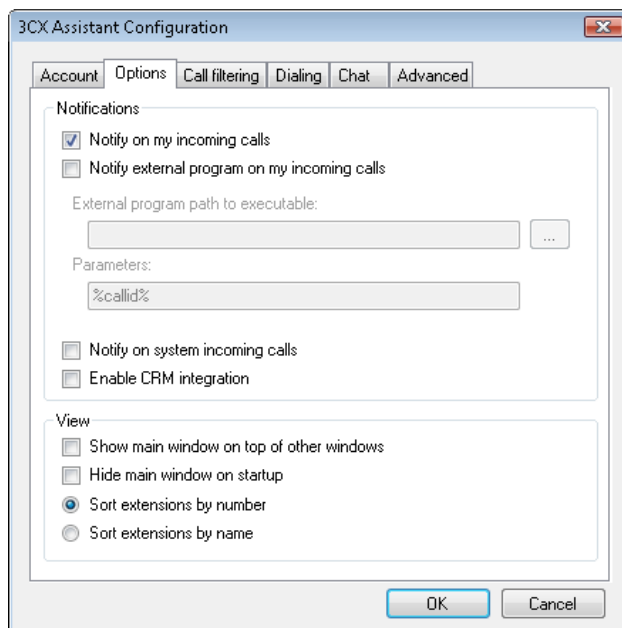 3CX Assistant Configuration
Account Options Call filtering Dialing Chat Advanced
Notifications
Notify on my incoming calls
Notify external program on my incoming calls
External program path to executable:
...
Parameters:
%callid%
Notify on system incoming calls
Enable CRM integration
View
Show main window on top of other windows
Hide main window on startup
Sort extensions by number
Sort extensions by name
OK Cancel